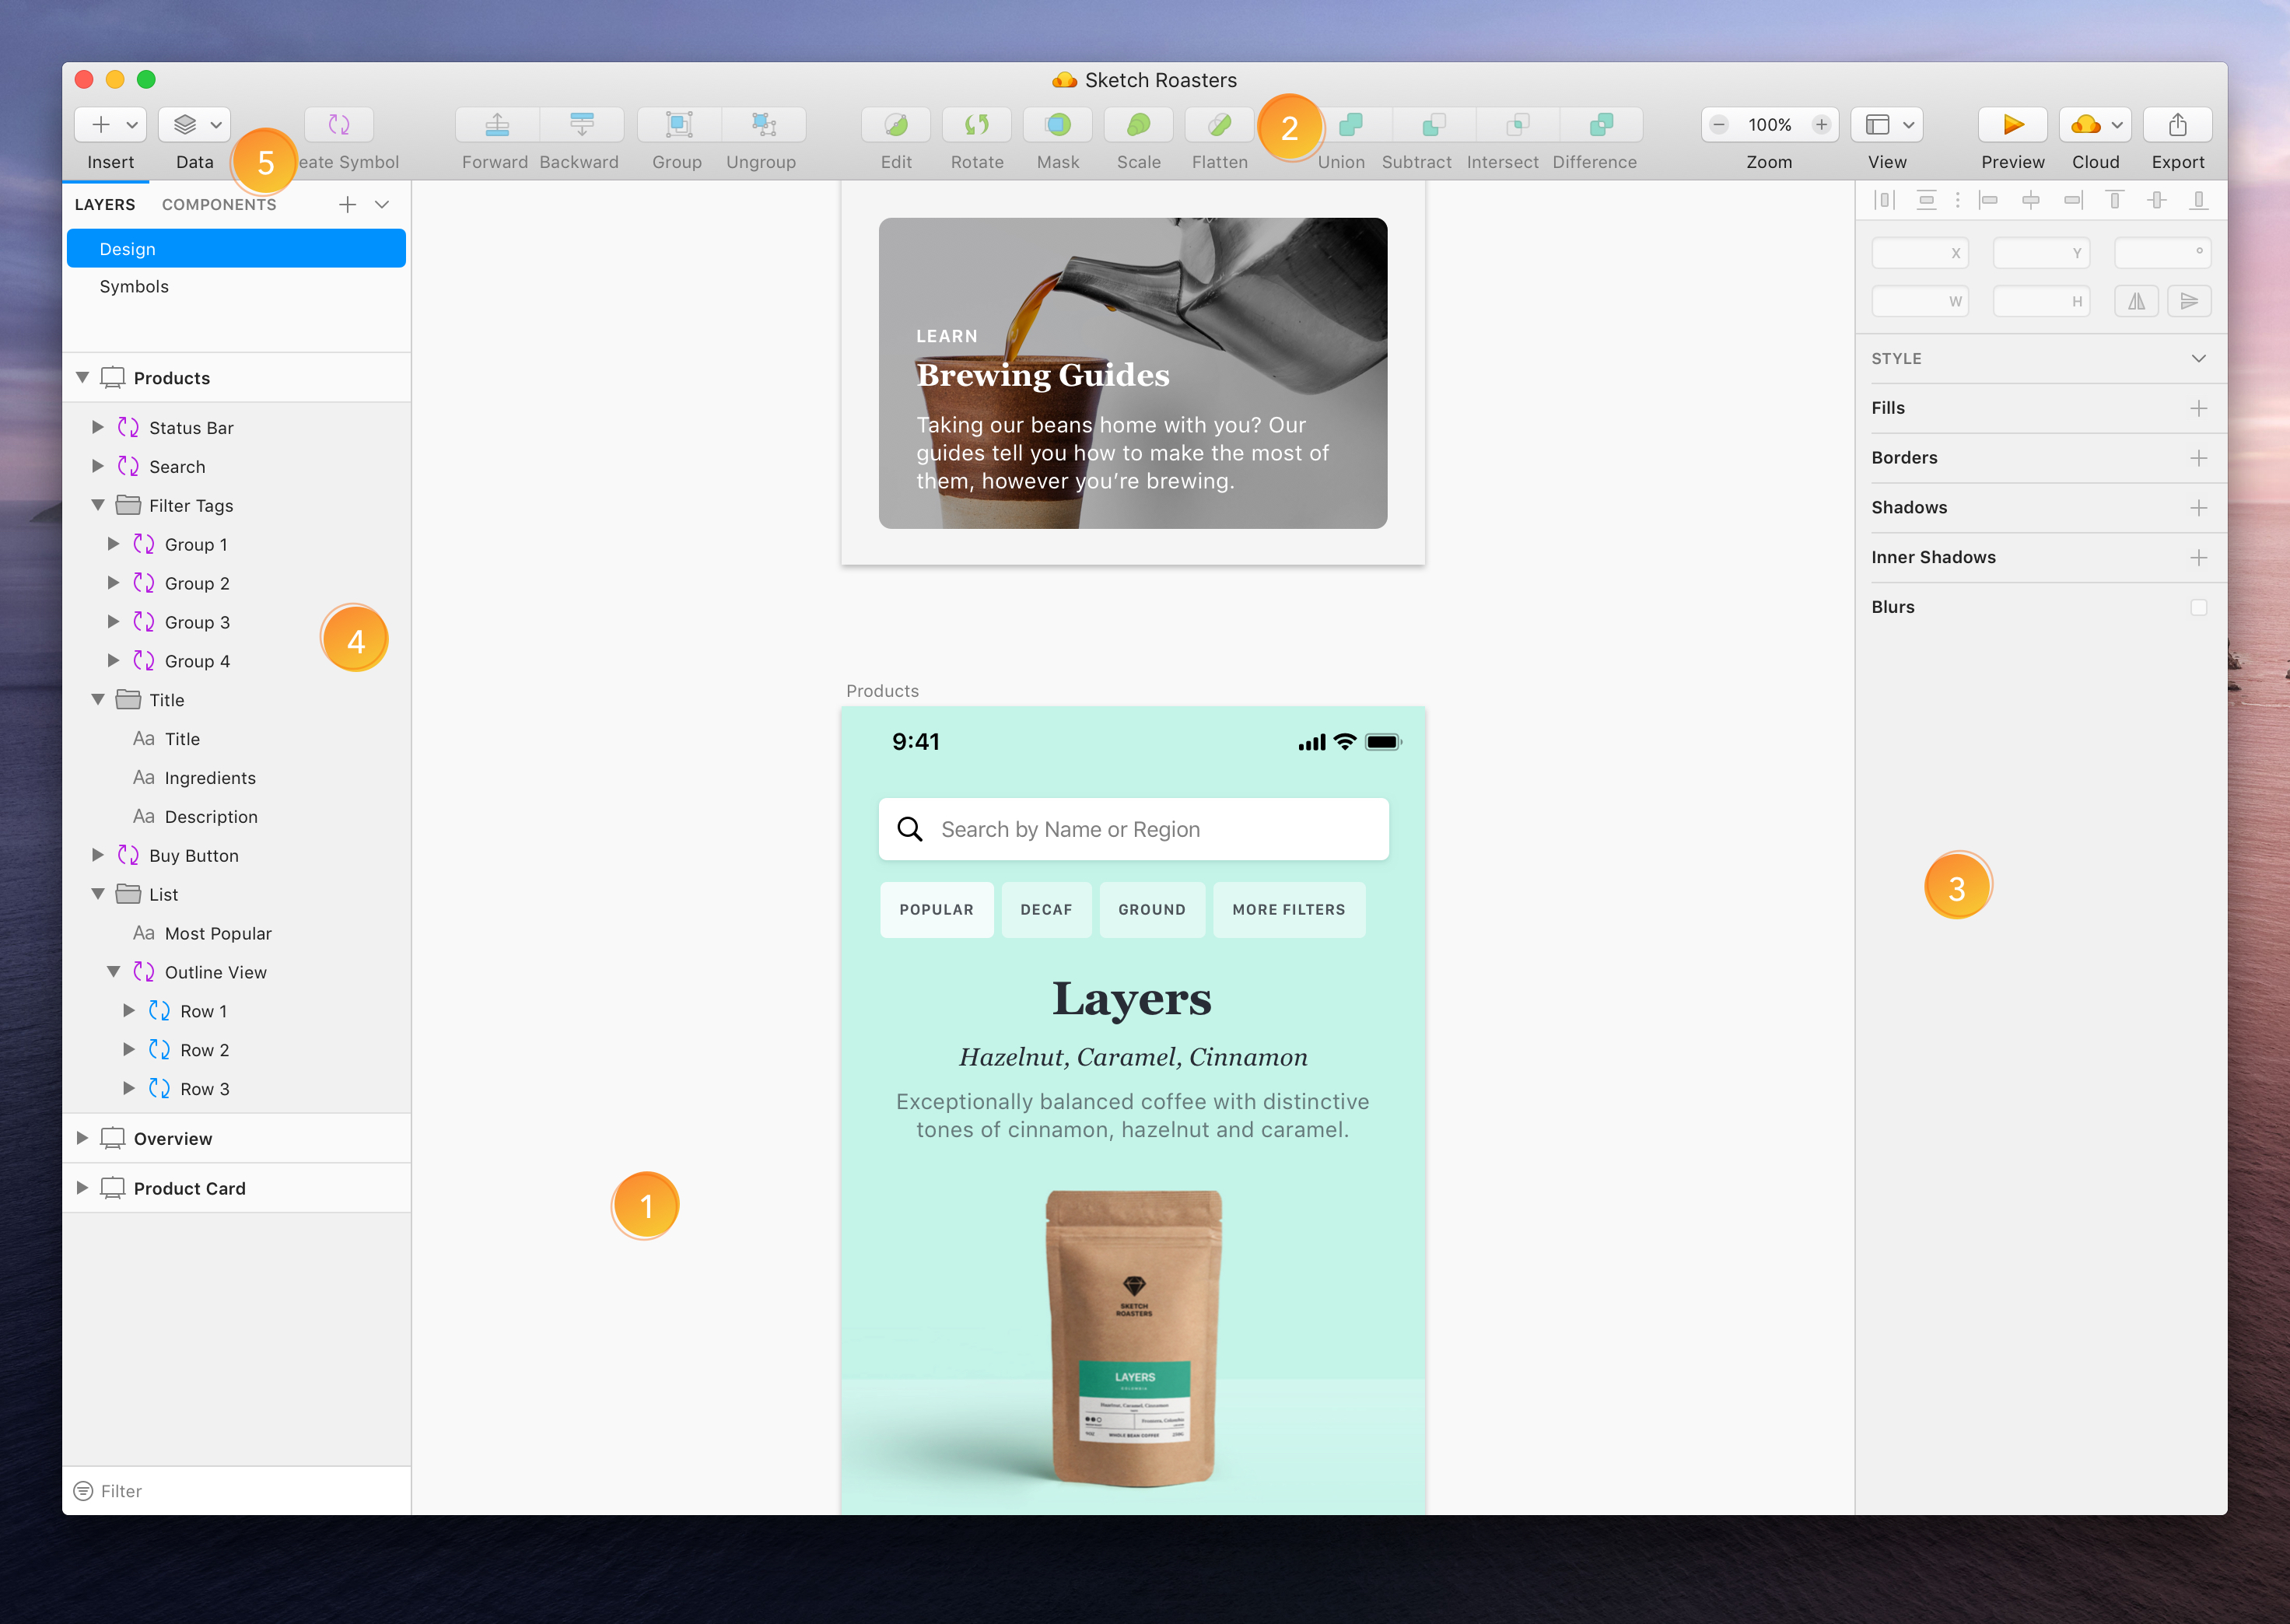 Sketch Roasters
Insert
Data
5
eate Symbol
Forward
Backward
Group
Ungroup
Edit
Rotate
Mask
Scale
Flatten
2
Union
Subtract
Intersect
Difference
100%
Zoom
View
Preview
Cloud
Export
LAYERS
COMPONENTS
Design
Symbols
Products
Status Bar
Search
Filter Tags
Group 1
Group 2
Group 3
Group 4
4
Title
Aa Title
Aa Ingredients
Aa Description
Buy Button
List
Aa Most Popular
Outline View
Row 1
Row 2
Row 3
Overview
Product Card
Filter
1
LEARN
Brewing Guides
Taking our beans home with you? Our
guides tell you how to make the most of
them, however you’re brewing.
Products
9:41
Search by Name or Region
POPULAR
DECAF
GROUND
MORE FILTERS
Layers
Hazelnut, Caramel, Cinnamon
Exceptionally balanced coffee with distinctive
tones of cinnamon, hazelnut and caramel.
SKETCH
ROASTERS
LAYERS
Hazelnut, Caramel, Cinnamon
WHOLE BEAN COFFEE
X
Y
°
W
H
STYLE
Fills
Borders
Shadows
Inner Shadows
Blurs
3